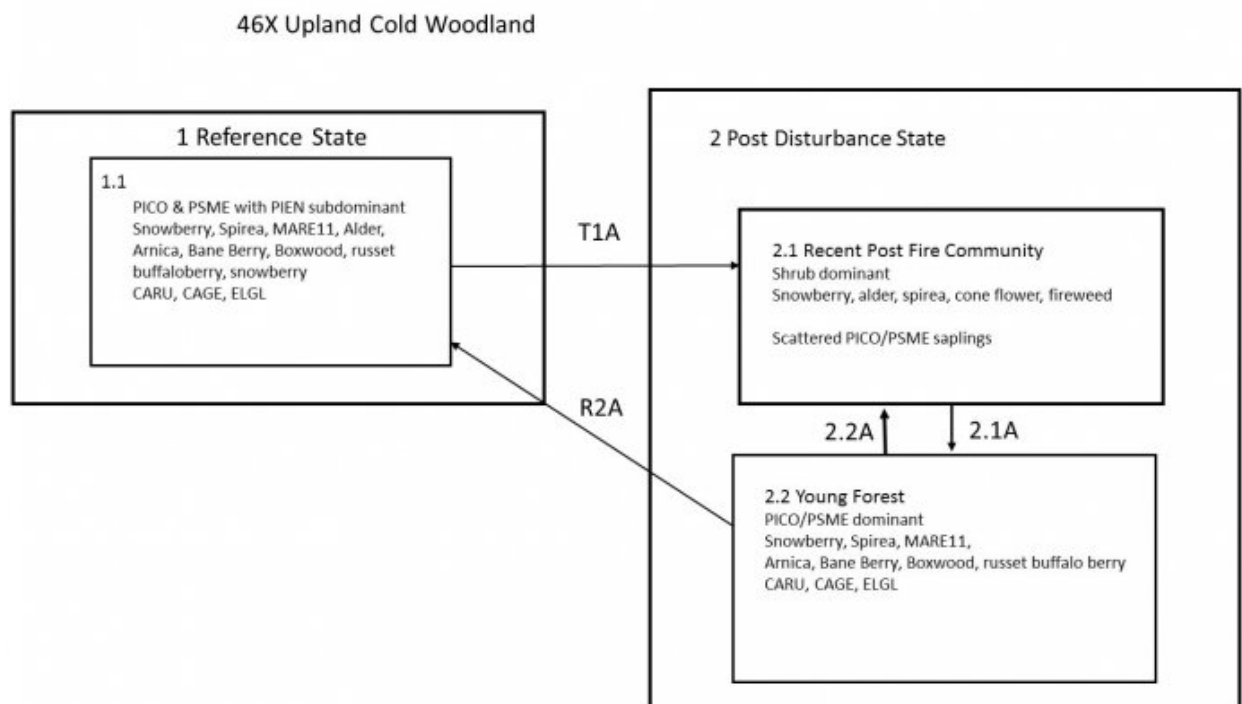 46X Upland Cold Woodland
1 Reference State
1.1
PICO & PSME with PIEN subdominant
Snowberry, Spirea, MARE11, Alder,
Arnica, Bane Berry, Boxwood, russet
buffaloberry, snowberry
CARU, CAGE, ELGL
T1A
R2A
2 Post Disturbance State
2.1 Recent Post Fire Community
Shrub dominant
Snowberry, alder, spirea, cone flower, fireweed
Scattered PICO/PSME saplings
2.2A
2.1A
2.2 Young Forest
PICO/PSME dominant
Snowberry, Spirea, MARE11,
Arnica, Bane Berry, Boxwood, russet buffalo berry
CARU, CAGE, ELGL